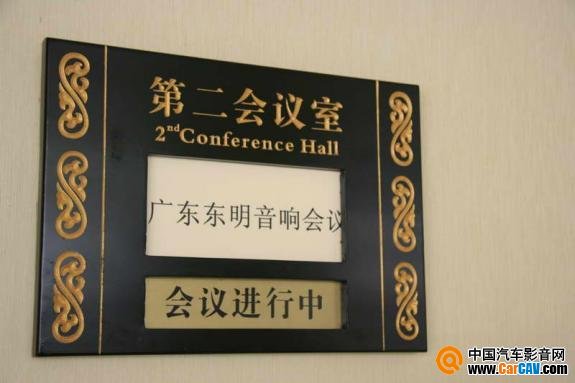 第二会议室
2nd Conference Hall
广东东明音响会议
会议进行中
中国汽车影音网
www.CarCAV.com